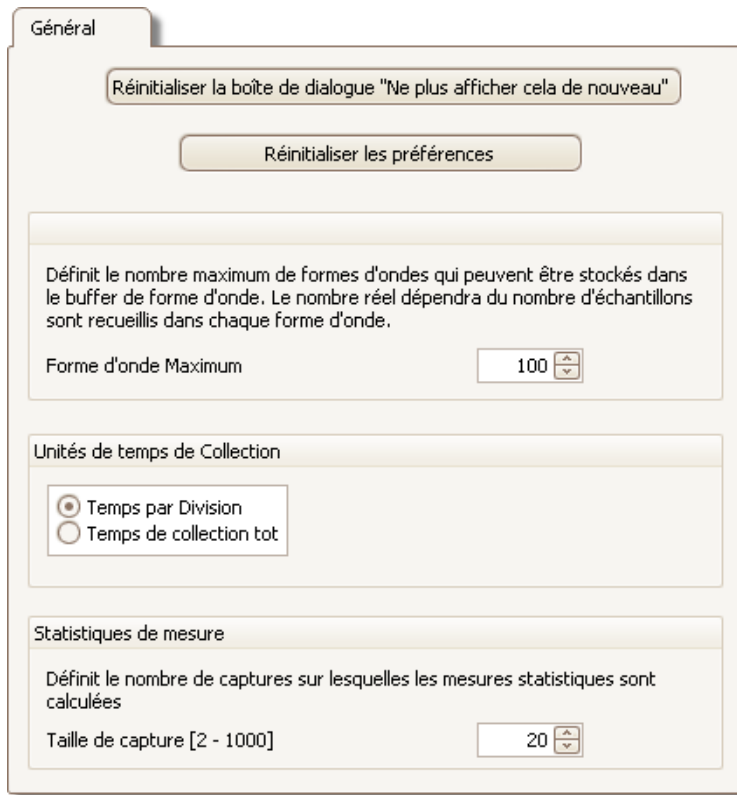 Général
Réinitialiser la boîte de dialogue "Ne plus afficher cela de nouveau"
Réinitialiser les préférences
Définit le nombre maximum de formes d'ondes qui peuvent être stockés dans
le buffer de forme d'onde. Le nombre réel dépendra du nombre d'échantillons
sont recueillis dans chaque forme d'onde.
Forme d'onde Maximum 100
Unités de temps de Collection
Temps par Division
Temps de collection tot
Statistiques de mesure
Définit le nombre de captures sur lesquelles les mesures statistiques sont
calculées
Taille de capture [2 - 1000] 20